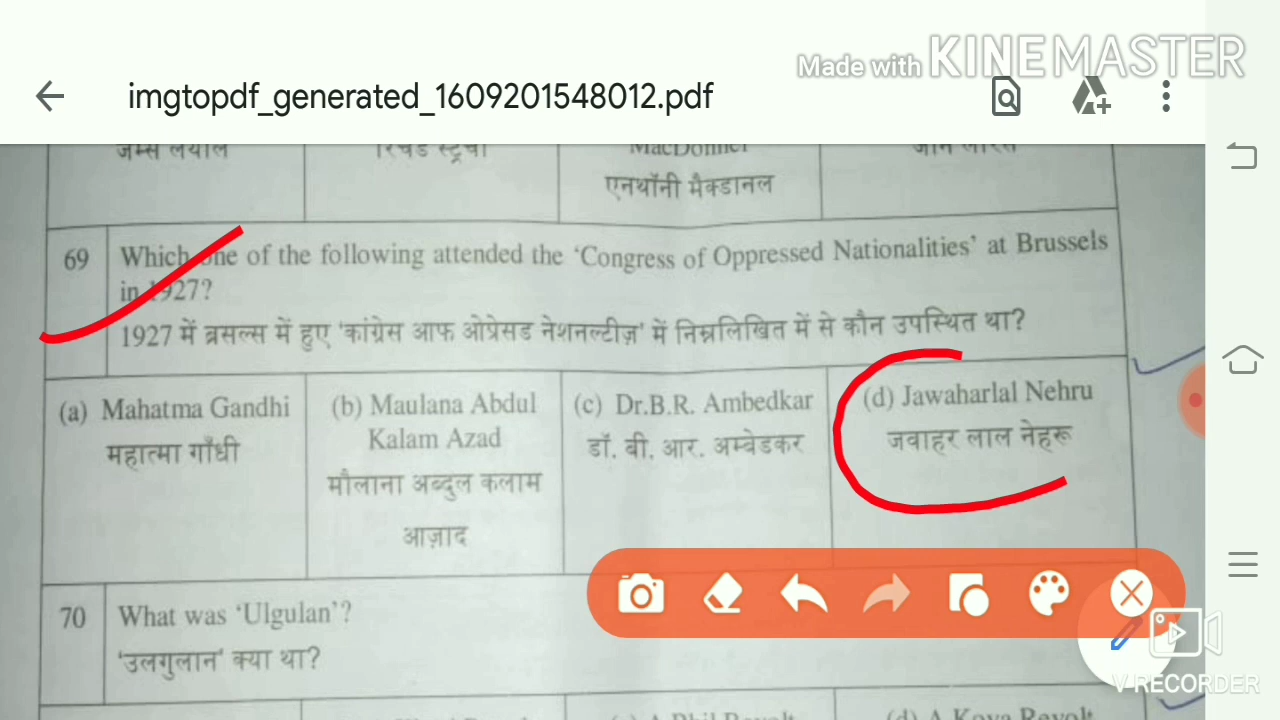 Made with KINEMASTER
imgtopdf_generated_1609201548012.pdf
MacDonnel
एनथॉनी मैक्डानल
69 Which one of the following attended the ‘Congress of Oppressed Nationalities’ at Brussels
in 1927?
1927 में ब्रसल्स में हुए ‘कांग्रेस आफ ओप्रेसड नेशनल्टीज़’ में निम्नलिखित में से कौन उपस्थित था?
(a) Mahatma Gandhi
महात्मा गाँधी
(b) Maulana Abdul
Kalam Azad
मौलाना अब्दुल कलाम
आज़ाद
(c) Dr.B.R. Ambedkar
डॉ. बी. आर. अम्बेडकर
(d) Jawaharlal Nehru
जवाहर लाल नेहरू
70 What was ‘Ulgulan’?
‘उलगुलान’ क्या था?
V RECORDER
(d) A Koya Revolt